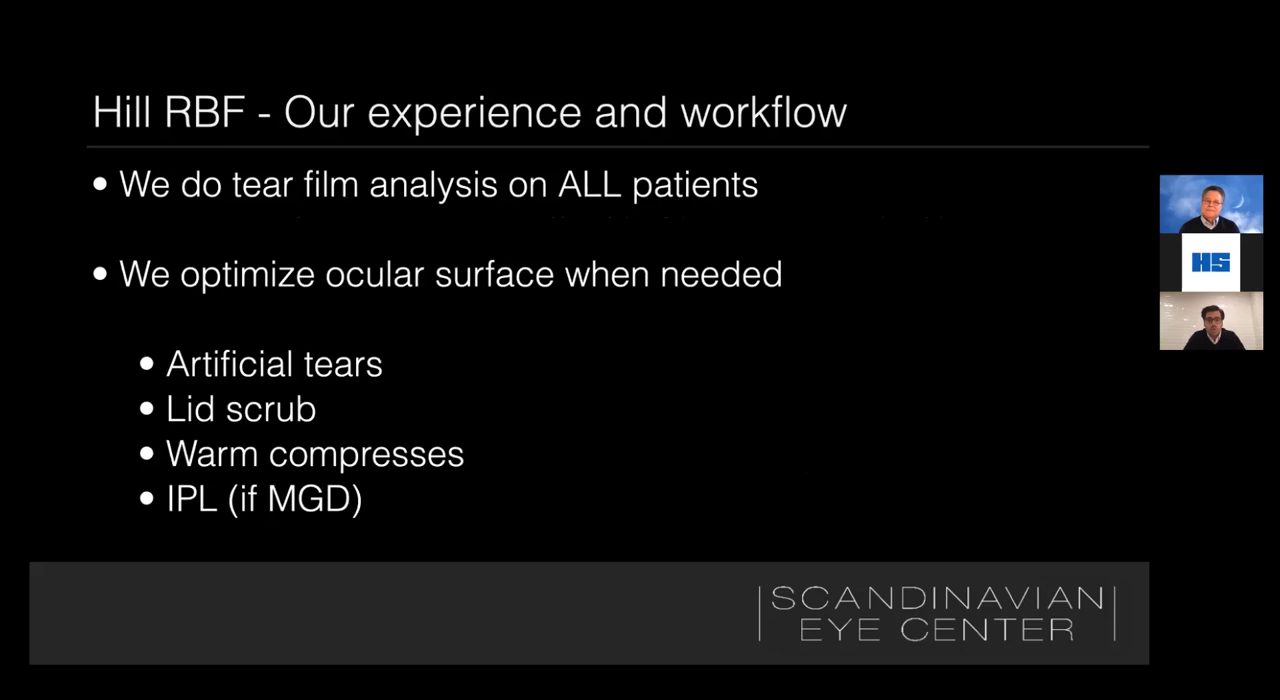 Hill RBF - Our experience and workflow
• We do tear film analysis on ALL patients
• We optimize ocular surface when needed
• Artificial tears
• Lid scrub
• Warm compresses
• IPL (if MGD)
HS
SCANDINAVIAN
EYE CENTER